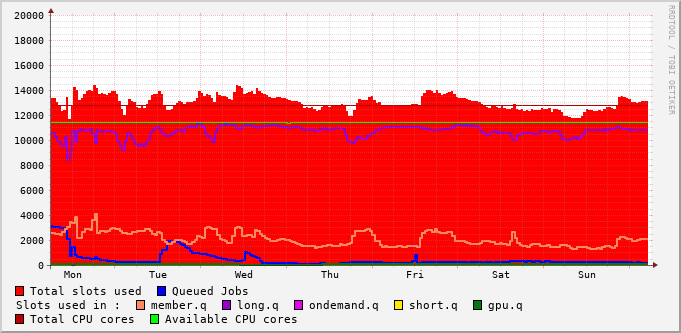 RRDTOOL / TOBI OETIKER
20000
18000
16000
14000
12000
10000
8000
6000
4000
2000
0
Mon Tue Wed Thu Fri Sat Sun
Total slots used Queued Jobs
Slots used in : member.q long.q ondemand.q short.q gpu.q
Total CPU cores Available CPU cores